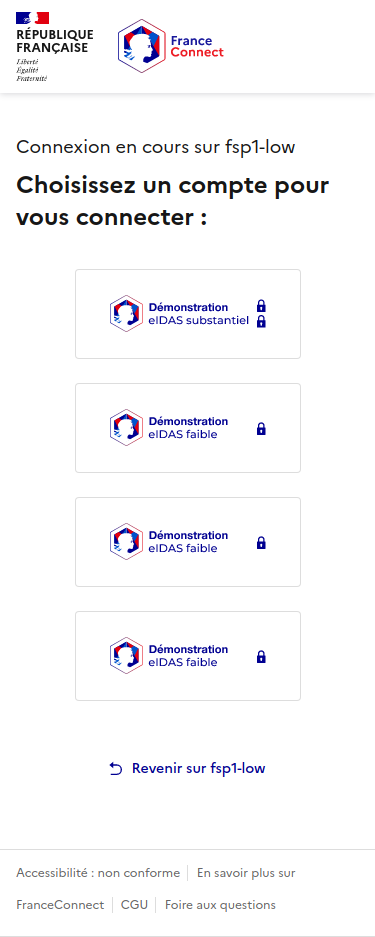 RÉPUBLIQUE
FRANÇAISE
Liberté
Égalité
Fraternité
France
Connect
Connexion en cours sur fsp1-low
Choisissez un compte pour
vous connecter :
Démonstration
eIDAS substantiel
Démonstration
eIDAS faible
Démonstration
eIDAS faible
Démonstration
eIDAS faible
Revenir sur fsp1-low
Accessibilité : non conforme
En savoir plus sur
FranceConnect
CGU
Foire aux questions